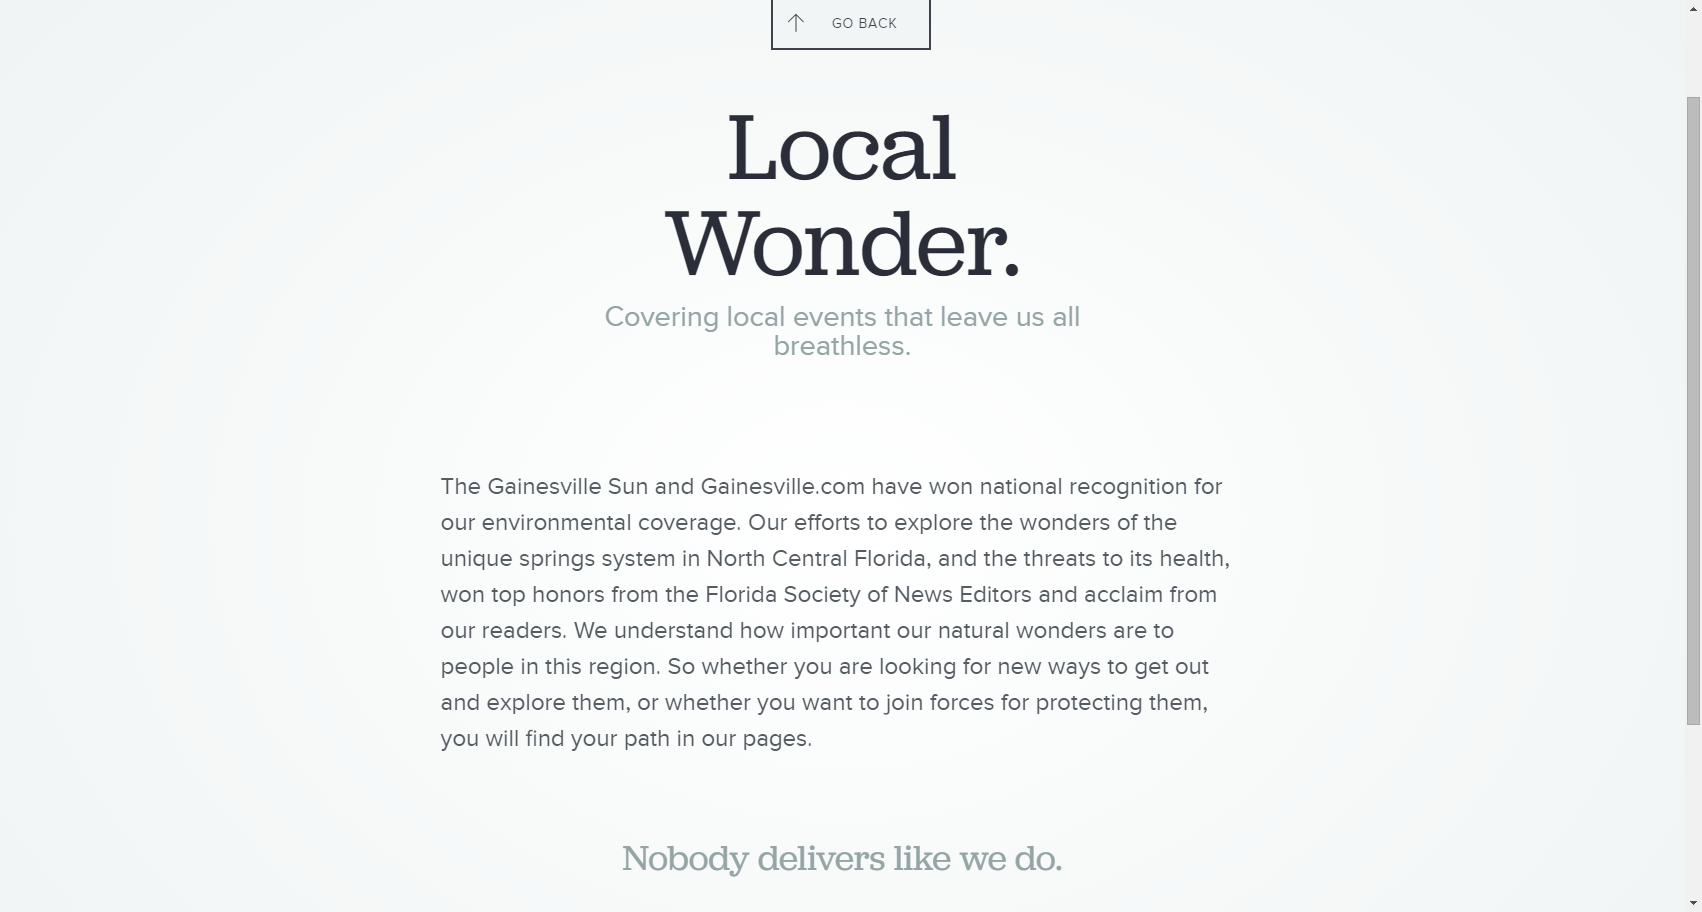 GO BACK
Local
Wonder.
Covering local events that leave us all
breathless.
The Gainesville Sun and Gainesville.com have won national recognition for
our environmental coverage. Our efforts to explore the wonders of the
unique springs system in North Central Florida, and the threats to its health,
won top honors from the Florida Society of News Editors and acclaim from
our readers. We understand how important our natural wonders are to
people in this region. So whether you are looking for new ways to get out
and explore them, or whether you want to join forces for protecting them,
you will find your path in our pages.
Nobody delivers like we do.